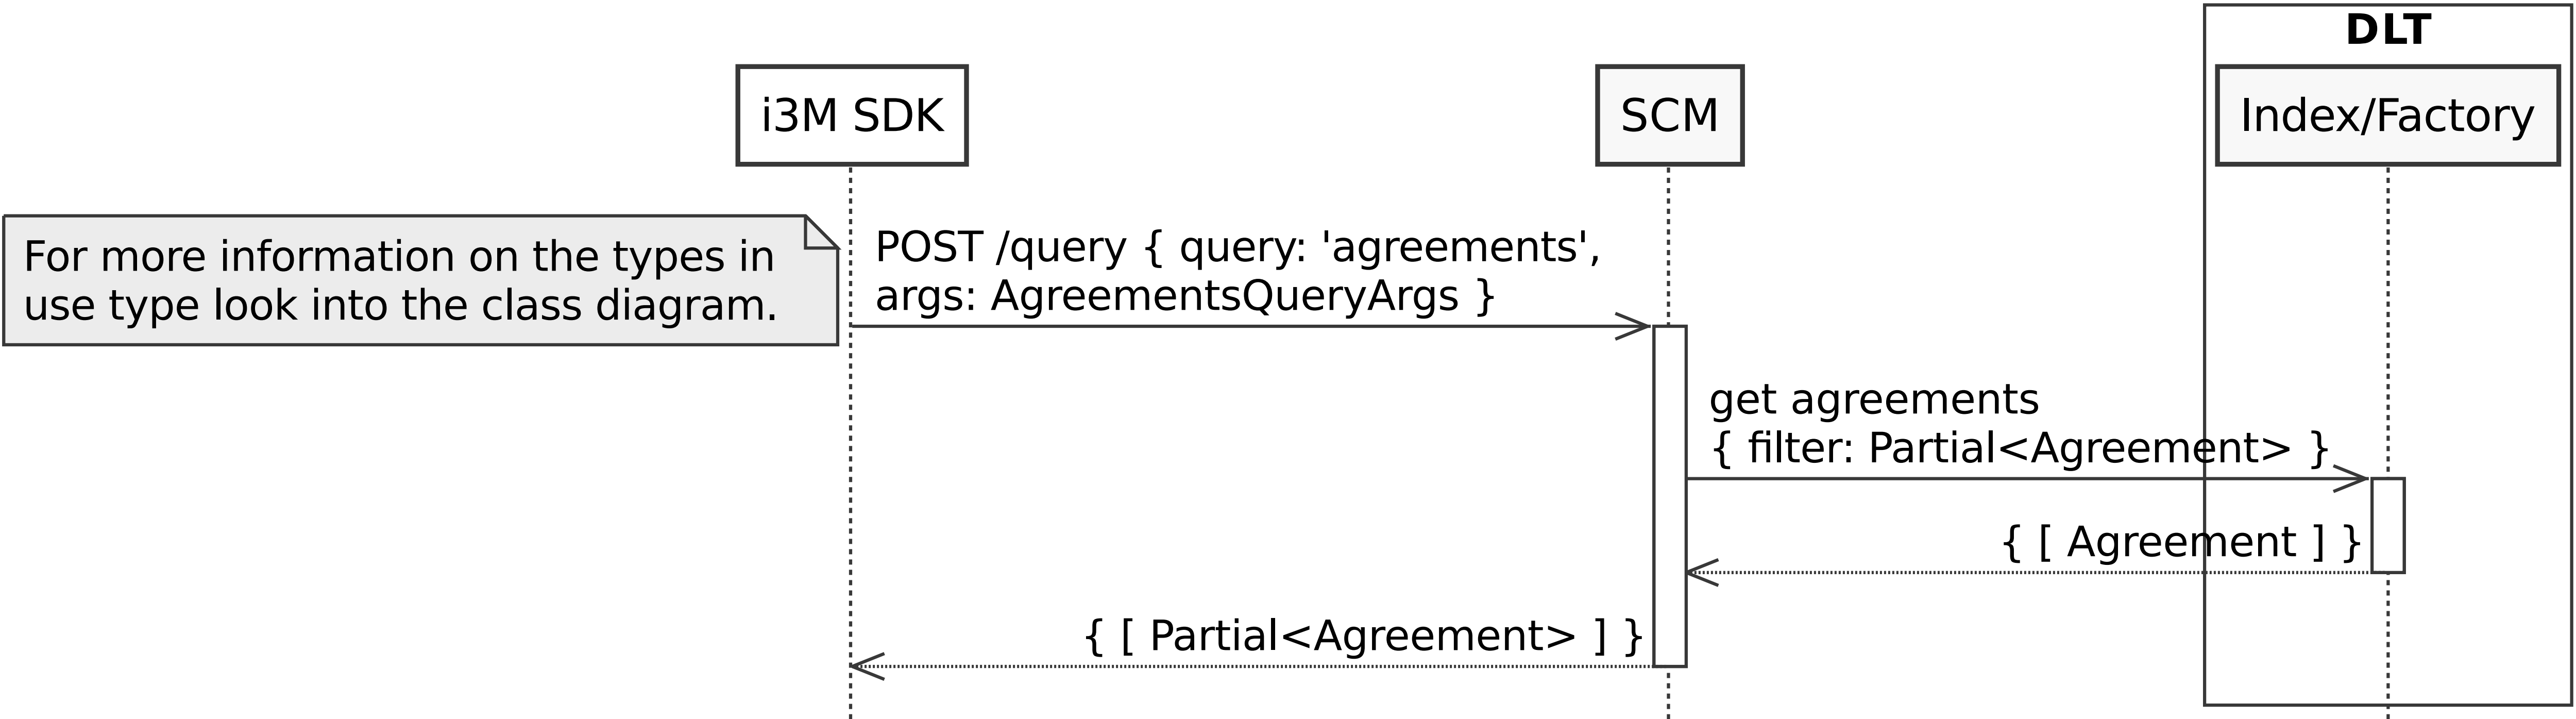 DLT
i3M SDK
SCM
Index/Factory
For more information on the types in
use type look into the class diagram.
POST /query { query: 'agreements',
args: AgreementsQueryArgs }
get agreements
{ filter: Partial<Agreement> }
{ [ Agreement ] }
{ [ Partial<Agreement> ] }